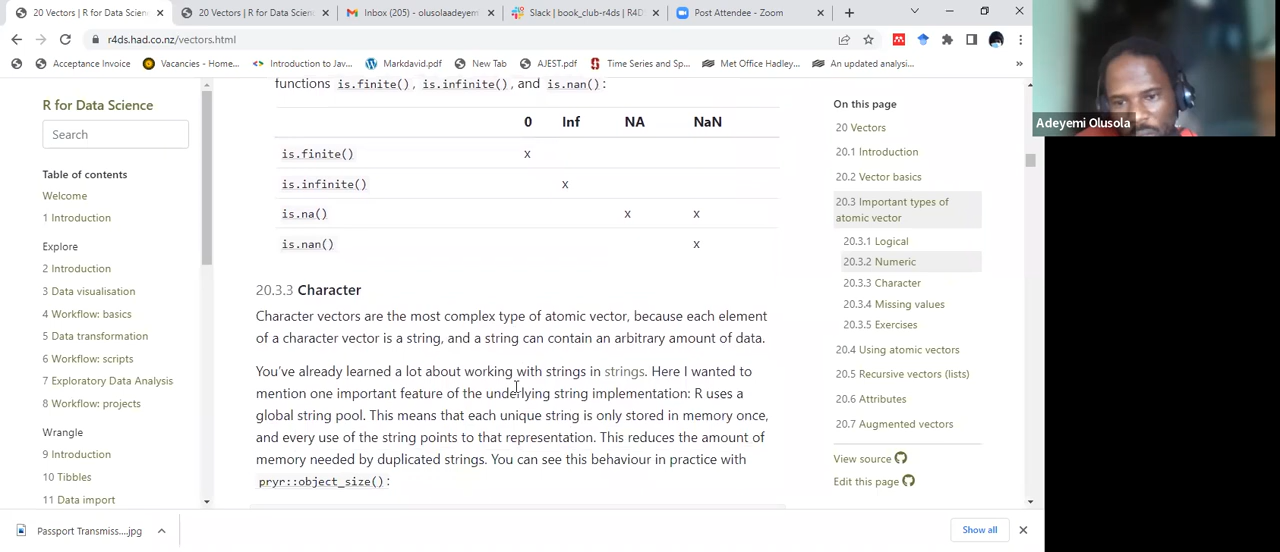 20 Vectors | R for Data Science
20 Vectors | R for Data Scienc
Inbox (205) - olusolaadeyem
Slack | book_club-r4ds | R4D
Post Attendee - Zoom
r4ds.had.co.nz/vectors.html
Acceptance Invoice
Vacancies - Home...
Introduction to Jav...
Markdavid.pdf
New Tab
AJEST.pdf
Time Series and Sp...
Met Office Hadley...
An updated analysi...
»
R for Data Science
Search
Table of contents
Welcome
1 Introduction
Explore
2 Introduction
3 Data visualisation
4 Workflow: basics
5 Data transformation
6 Workflow: scripts
7 Exploratory Data Analysis
8 Workflow: projects
Wrangle
9 Introduction
10 Tibbles
11 Data import
functions is.finite(), is.infinite(), and is.nan():
0 Inf NA NaN
is.finite() x
is.infinite() x
is.na() x x
is.nan() x
20.3.3 Character
Character vectors are the most complex type of atomic vector, because each element
of a character vector is a string, and a string can contain an arbitrary amount of data.
You've already learned a lot about working with strings in strings. Here I wanted to
mention one important feature of the underlying string implementation: R uses a
global string pool. This means that each unique string is only stored in memory once,
and every use of the string points to that representation. This reduces the amount of
memory needed by duplicated strings. You can see this behaviour in practice with
pryr::object_size():
On this page
20 Vectors
20.1 Introduction
20.2 Vector basics
20.3 Important types of
atomic vector
20.3.1 Logical
20.3.2 Numeric
20.3.3 Character
20.3.4 Missing values
20.3.5 Exercises
20.4 Using atomic vectors
20.5 Recursive vectors (lists)
20.6 Attributes
20.7 Augmented vectors
View source
Edit this page
Adeyemi Olusola
Passport Transmiss....jpg
Show all